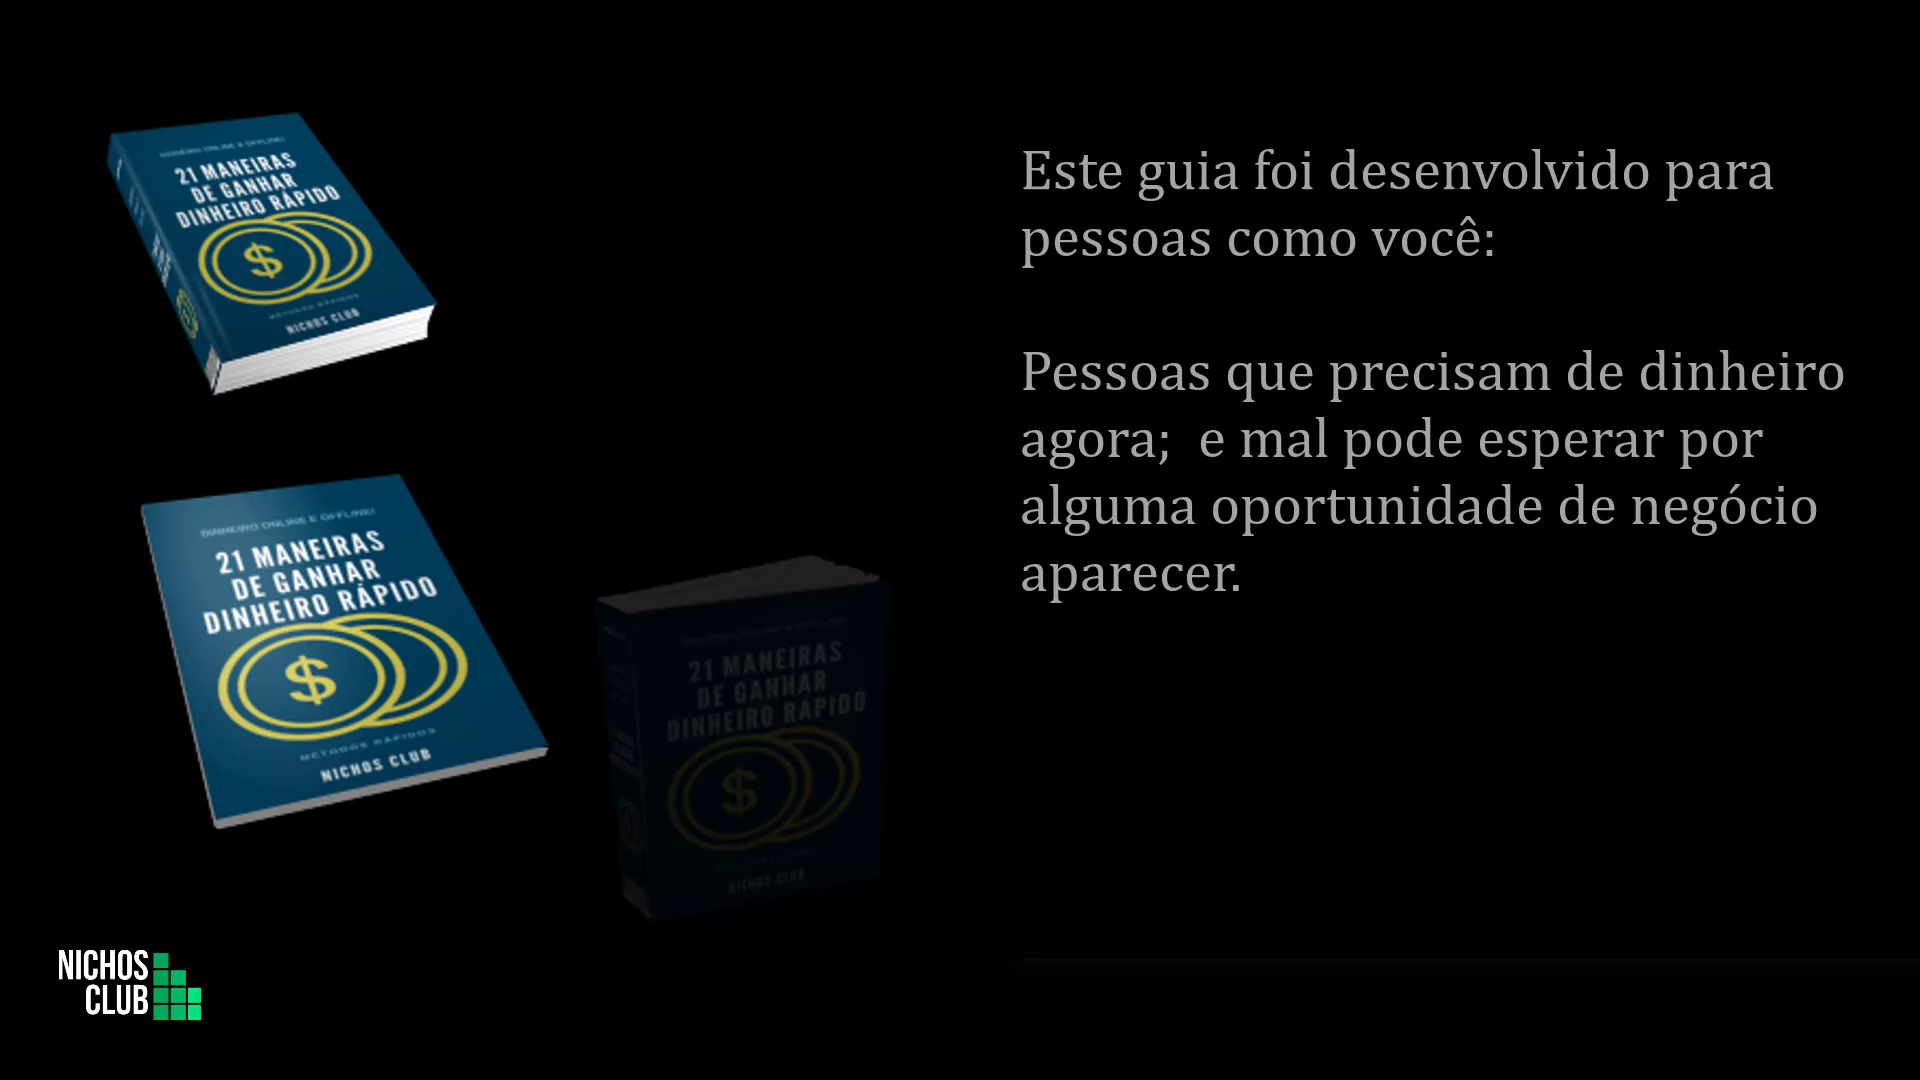 DINHEIRO ONLINE E OFFLINE!
21 MANEIRAS
DE GANHAR
DINHEIRO RÁPIDO
$
MÉTODOS RÁPIDOS
NICHOS CLUB
DINHEIRO ONLINE E OFFLINE!
21 MANEIRAS
DE GANHAR
DINHEIRO RÁPIDO
$
MÉTODOS RÁPIDOS
NICHOS CLUB
21 MANEIRAS
DE GANHAR
DINHEIRO RÁPIDO
$
NICHOS CLUB
Este guia foi desenvolvido para
pessoas como você:
Pessoas que precisam de dinheiro
agora;  e mal pode esperar por
alguma oportunidade de negócio
aparecer.
NICHOS
CLUB